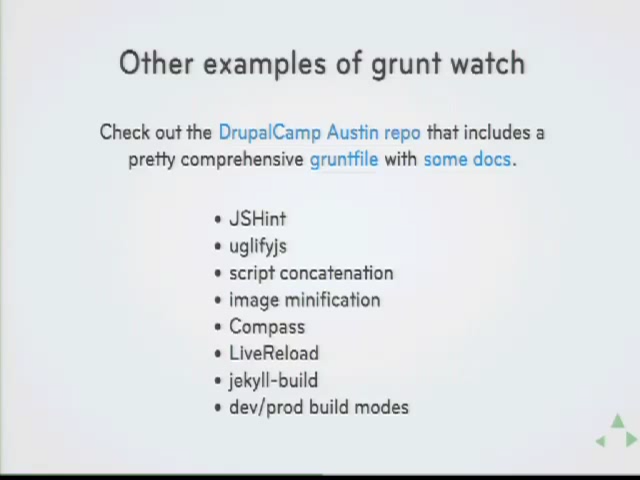 Other examples of grunt watch
Check out the DrupalCamp Austin repo that includes a
pretty comprehensive gruntfile with some docs.
• JSHint
• uglifyjs
• script concatenation
• image minification
• Compass
• LiveReload
• jekyll-build
• dev/prod build modes